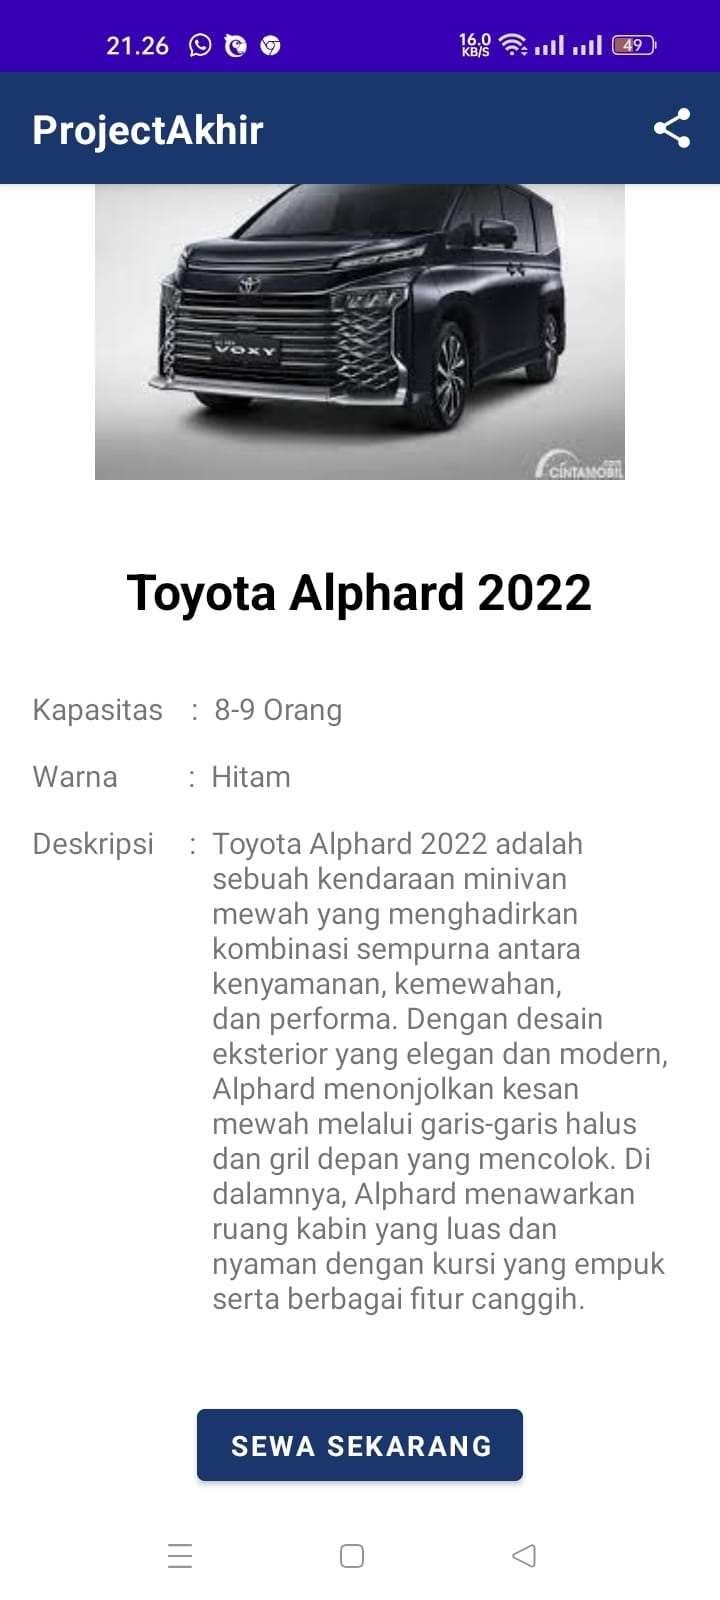 21.26
16.0
KB/S
49
ProjectAkhir
VOXY
CINTAMOBIL
.com
Toyota Alphard 2022
Kapasitas : 8-9 Orang
Warna : Hitam
Deskripsi : Toyota Alphard 2022 adalah
sebuah kendaraan minivan
mewah yang menghadirkan
kombinasi sempurna antara
kenyamanan, kemewahan,
dan performa. Dengan desain
eksterior yang elegan dan modern,
Alphard menonjolkan kesan
mewah melalui garis-garis halus
dan gril depan yang mencolok. Di
dalamnya, Alphard menawarkan
ruang kabin yang luas dan
nyaman dengan kursi yang empuk
serta berbagai fitur canggih.
SEWA SEKARANG